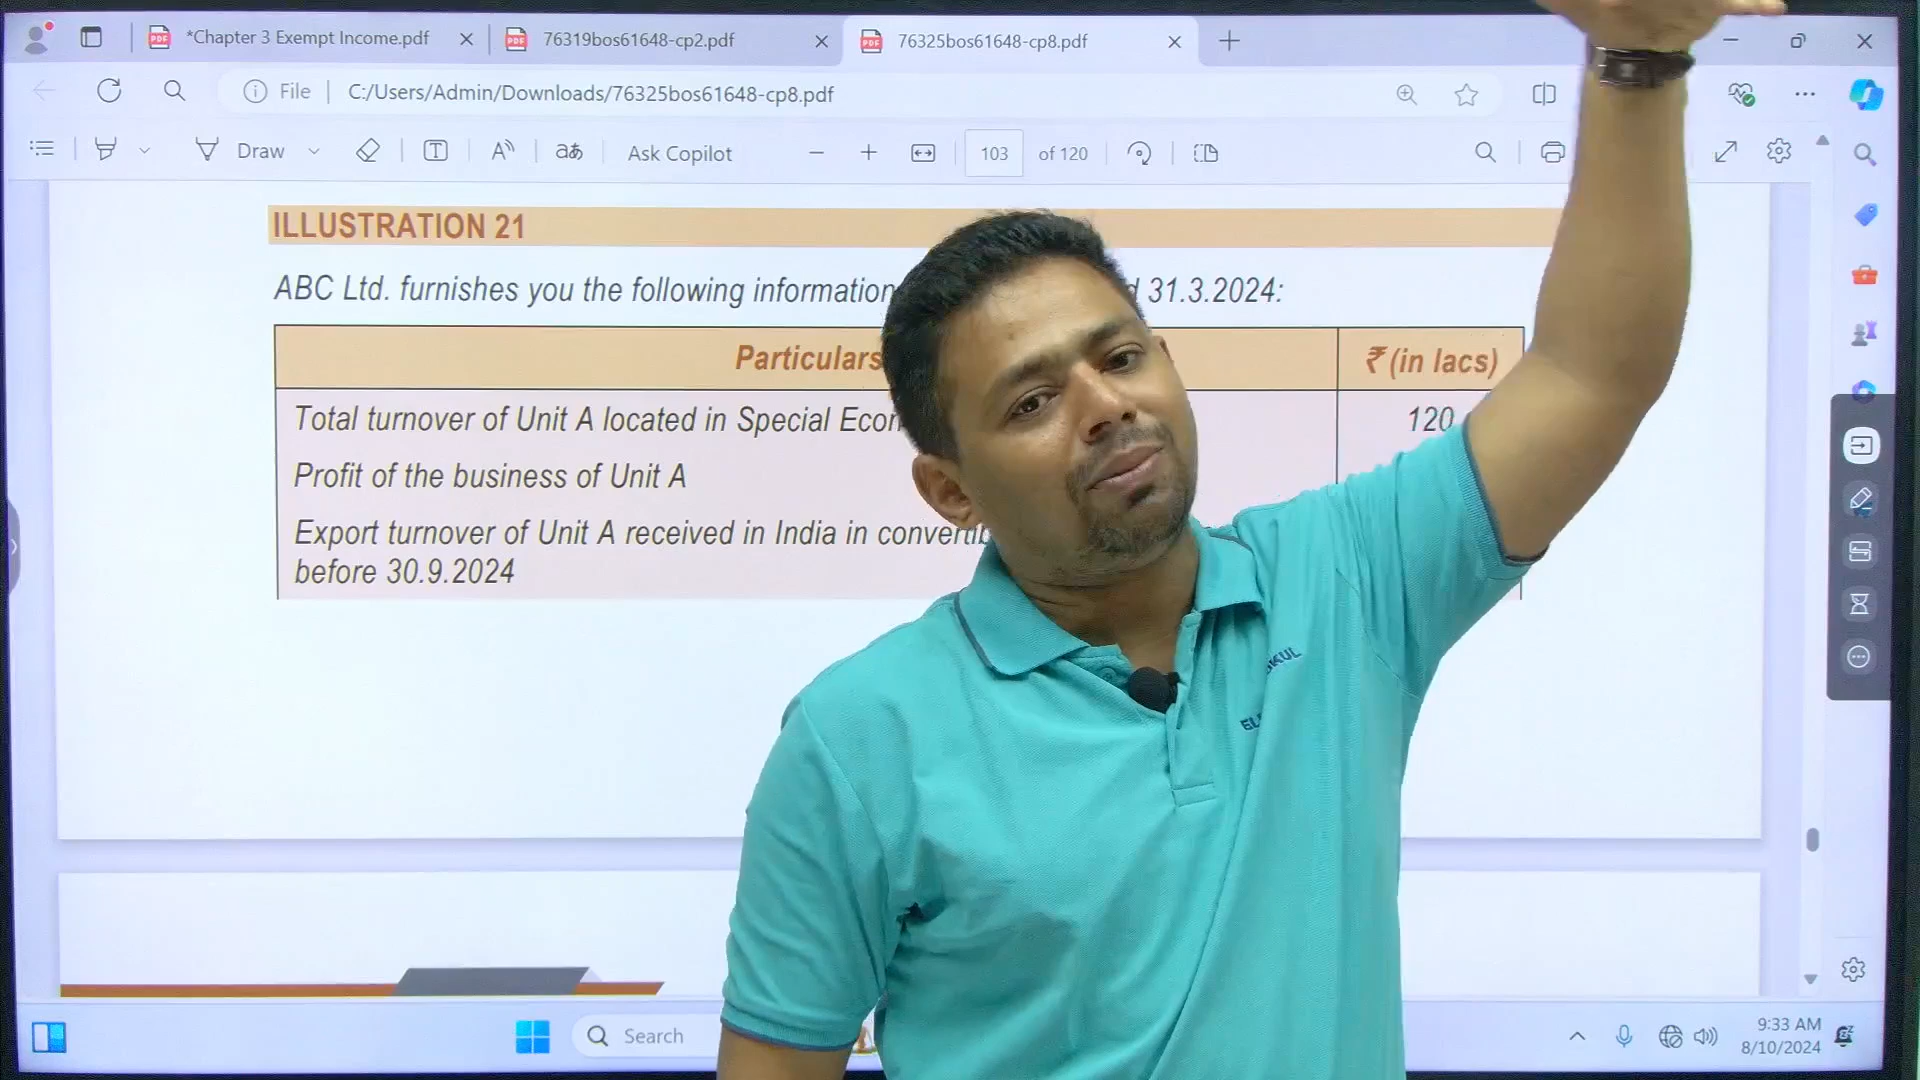 *Chapter 3 Exempt Income.pdf
76319bos61648-cp2.pdf
76325bos61648-cp8.pdf
File
C:/Users/Admin/Downloads/76325bos61648-cp8.pdf
Draw
aあ
Ask Copilot
103
of 120
ILLUSTRATION 21
ABC Ltd. furnishes you the following information
31.3.2024:
Particulars
₹ (in lacs)
Total turnover of Unit A located in Special
120
Profit of the business of Unit A
Export turnover of Unit A received in India in
before 30.9.2024
Search
9:33 AM
8/10/2024